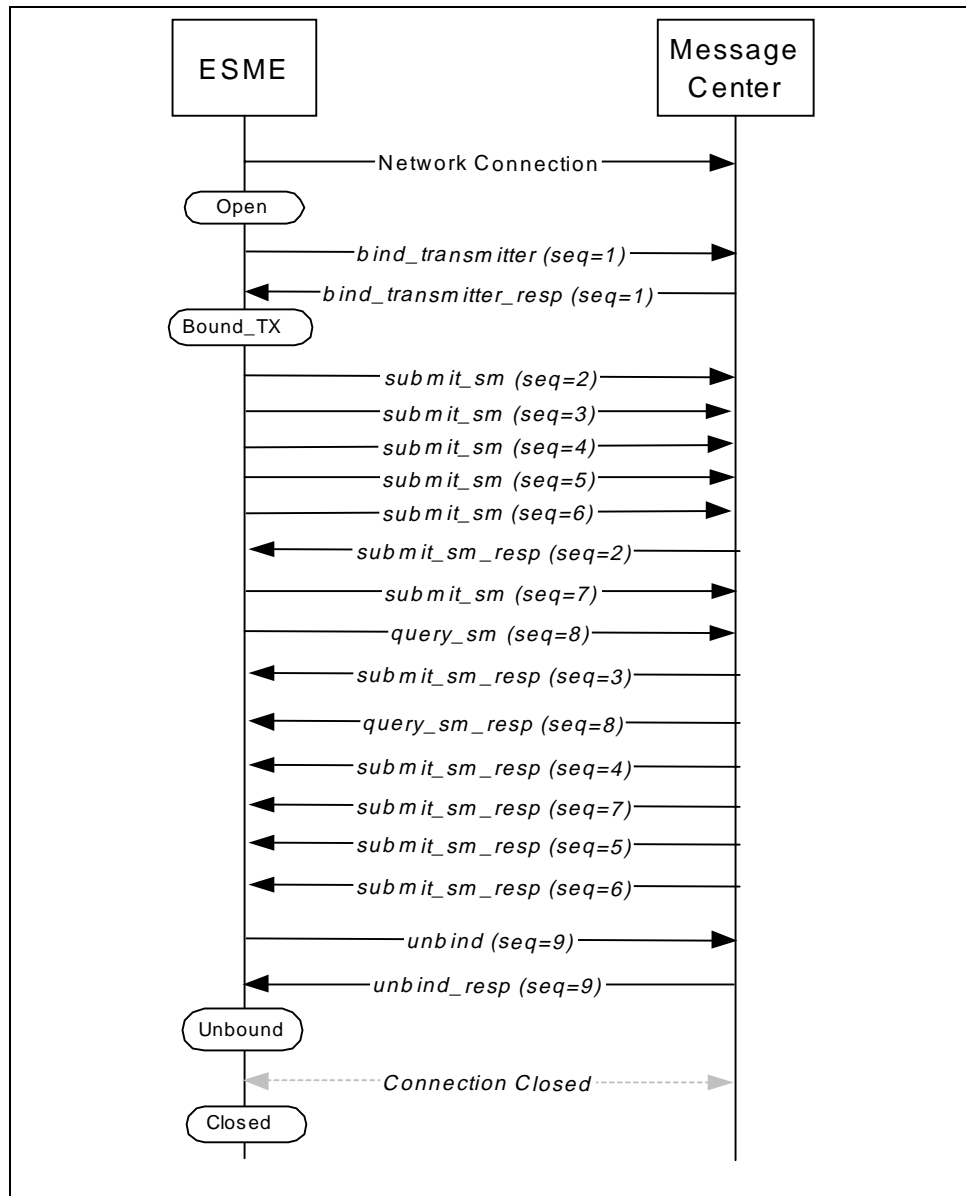 ESME
Message
Center
Network Connection
Open
bind_transmitter (seq=1)
bind_transmitter_resp (seq=1)
Bound_TX
submit_sm (seq=2)
submit_sm (seq=3)
submit_sm (seq=4)
submit_sm (seq=5)
submit_sm (seq=6)
submit_sm_resp (seq=2)
submit_sm (seq=7)
query_sm (seq=8)
submit_sm_resp (seq=3)
query_sm_resp (seq=8)
submit_sm_resp (seq=4)
submit_sm_resp (seq=7)
submit_sm_resp (seq=5)
submit_sm_resp (seq=6)
unbind (seq=9)
unbind_resp (seq=9)
Unbound
Connection Closed
Closed